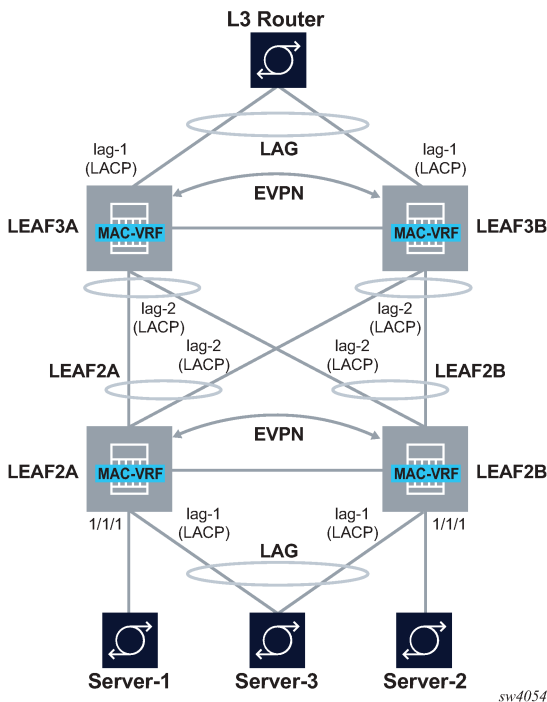 L3 Router
LAG
lag-1
(LACP)
lag-1
(LACP)
EVPN
LEAF3A
MAC-VRF
MAC-VRF
LEAF3B
lag-2
(LACP)
lag-2
(LACP)
lag-2
(LACP)
lag-2
(LACP)
LEAF2A
LEAF2B
EVPN
LEAF2A
MAC-VRF
MAC-VRF
LEAF2B
1/1/1
lag-1
(LACP)
lag-1
(LACP)
1/1/1
LAG
Server-1
Server-3
Server-2
sw4054